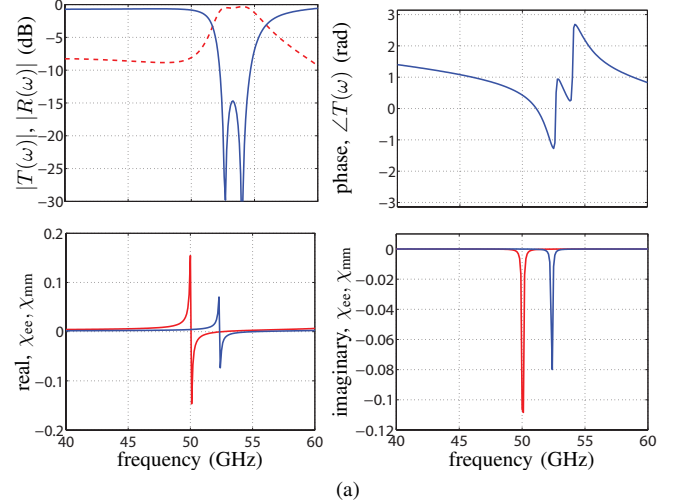 |T(ω)|, |R(ω)| (dB)
0
−5
−10
−15
−20
−25
−30
phase, ∠T(ω) (rad)
3
2
1
0
−1
−2
−3
real, χee, χmm
0.2
0.1
0
−0.1
−0.2
40 45 50 55 60
frequency (GHz)
imaginary, χee, χmm
0
−0.02
−0.04
−0.06
−0.08
−0.1
−0.12
40 45 50 55 60
frequency (GHz)
(a)